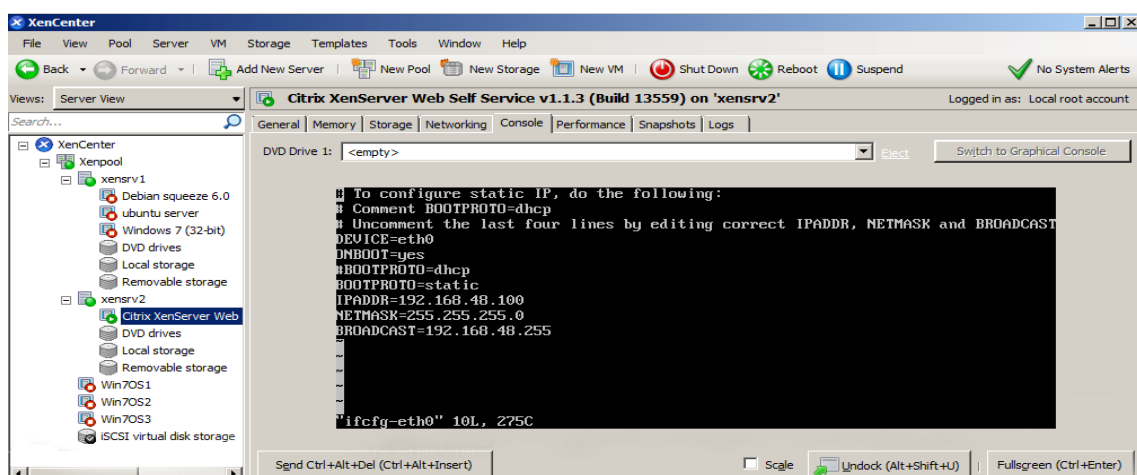 XenCenter
File View Pool Server VM Storage Templates Tools Window Help
Back Forward Add New Server New Pool New Storage New VM Shut Down Reboot Suspend No System Alerts
Views: Server View Citrix XenServer Web Self Service v1.1.3 (Build 13559) on 'xensrv2' Logged in as: Local root account
Search... General Memory Storage Networking Console Performance Snapshots Logs
XenCenter
Xenpool
xensrv1
Debian squeeze 6.0
ubuntu server
Windows 7 (32-bit)
DVD drives
Local storage
Removable storage
xensrv2
Citrix XenServer Web
DVD drives
Local storage
Removable storage
Win7OS1
Win7OS2
Win7OS3
iSCSI virtual disk storage
DVD Drive 1: <empty> Eject Switch to Graphical Console
# To configure static IP, do the following:
# Comment BOOTPROTO=dhcp
# Uncomment the last four lines by editing correct IPADDR, NETMASK and BROADCAST
DEVICE=eth0
ONBOOT=yes
#BOOTPROTO=dhcp
BOOTPROTO=static
IPADDR=192.168.48.100
NETMASK=255.255.255.0
BROADCAST=192.168.48.255
~
~
~
~
~
"ifcfg-eth0" 10L, 275C
Send Ctrl+Alt+Del (Ctrl+Alt+Insert) Scale Undock (Alt+Shift+U) Fullscreen (Ctrl+Enter)